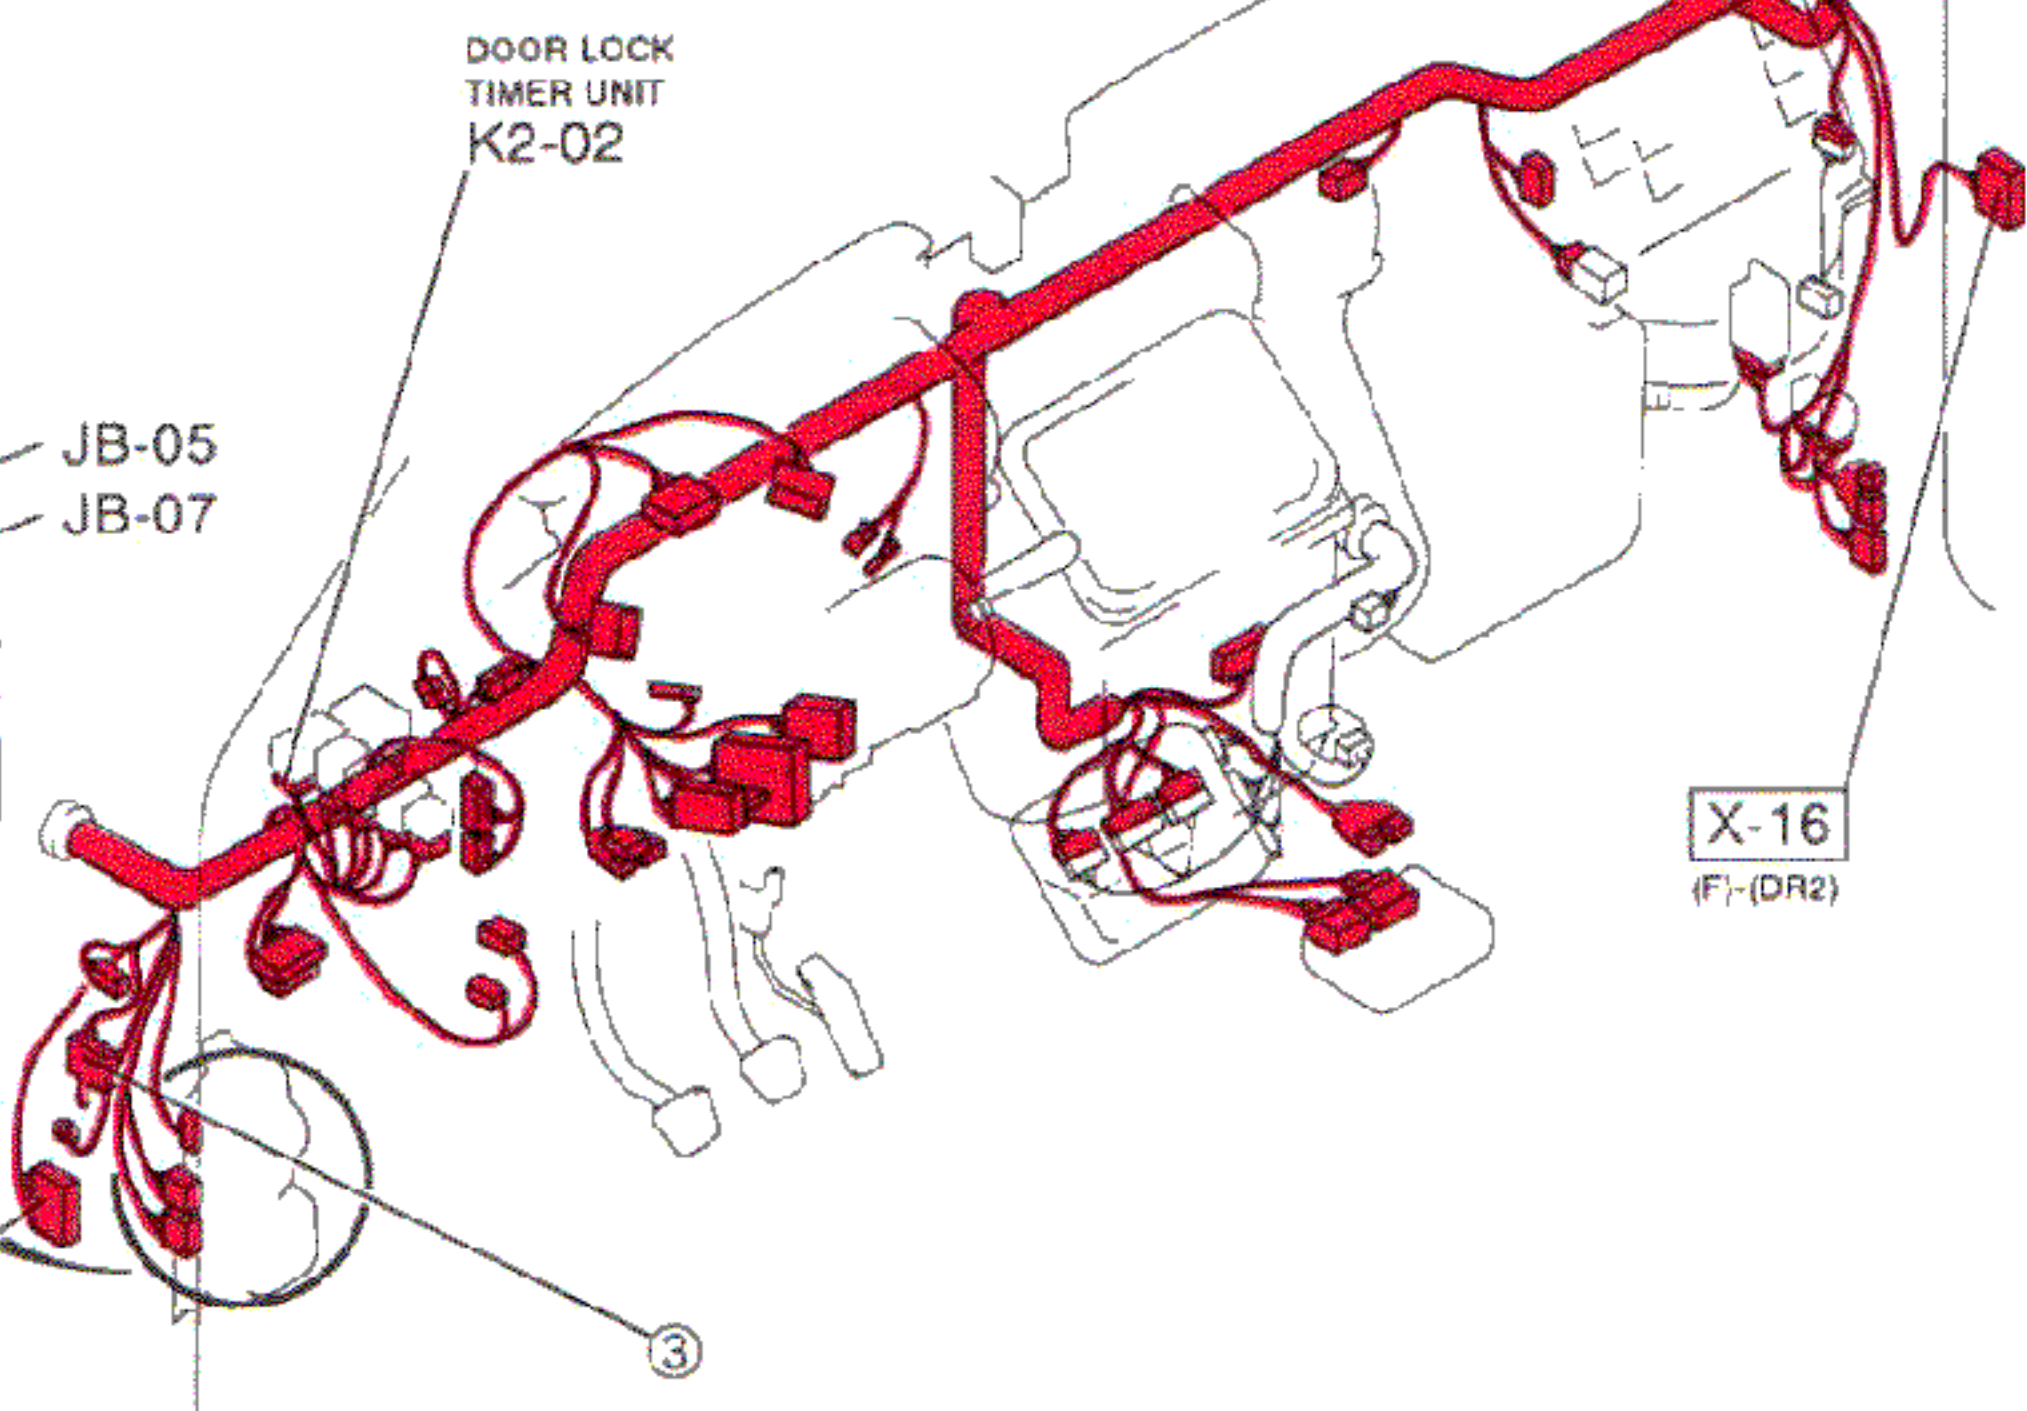 DOOR LOCK
TIMER UNIT
K2-02
JB-05
JB-07
X-16
(F)-(DR2)
3